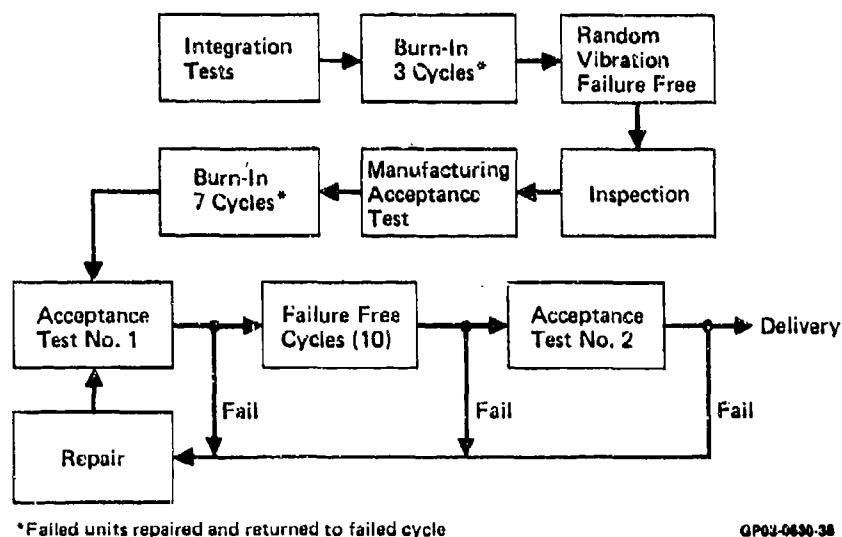 Integration
Tests
Burn-In
3 Cycles*
Random
Vibration
Failure Free
Burn-In
7 Cycles*
Manufacturing
Acceptance
Test
Inspection
Acceptance
Test No. 1
Failure Free
Cycles (10)
Acceptance
Test No. 2
Delivery
Fail
Fail
Fail
Repair
*Failed units repaired and returned to failed cycle